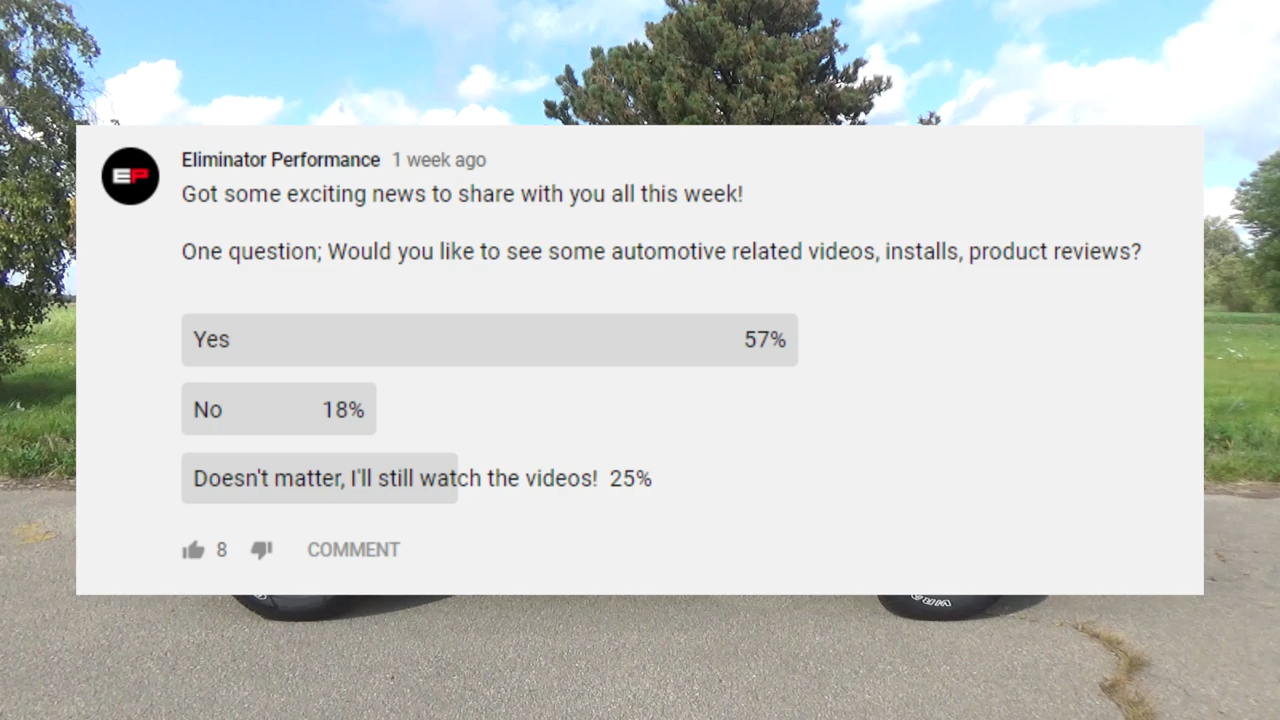 EP
Eliminator Performance 1 week ago
Got some exciting news to share with you all this week!
One question; Would you like to see some automotive related videos, installs, product reviews?
Yes 57%
No 18%
Doesn't matter, I'll still watch the videos! 25%
8 COMMENT